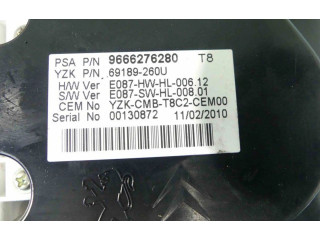 PSA P/N 9666276280 T8
YZK P/N. 69189-260U
H/W Ver E087-HW-HL-006.12
S/W Ver E087-SW-HL-008.01
CEM No YZK-CMB-T8C2-CEM00
Serial No 00130872 11/02/2010